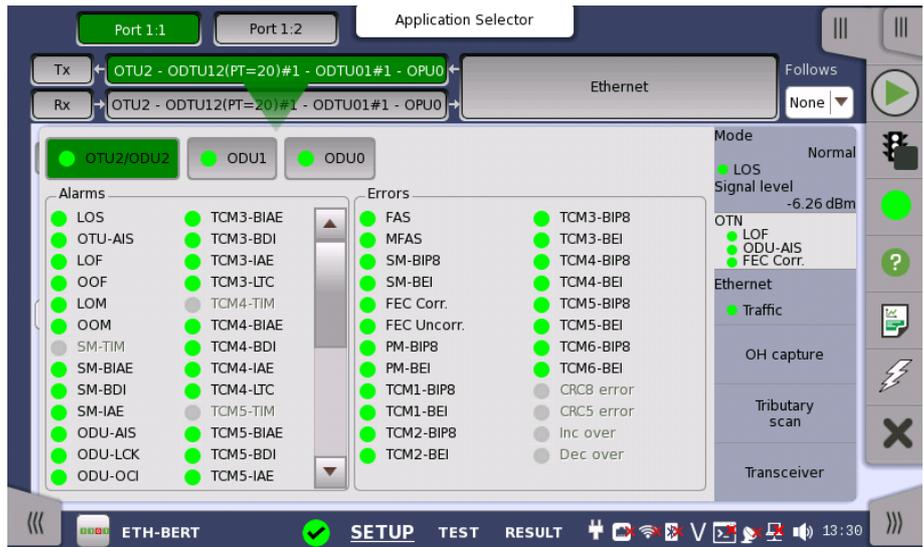 Port 1:1
Port 1:2
Application Selector
Tx
OTU2 - ODTU12(PT=20)#1 - ODTU01#1 - OPU0
Ethernet
Follows
Rx
OTU2 - ODTU12(PT=20)#1 - ODTU01#1 - OPU0
None
OTU2/ODU2
ODU1
ODU0
Alarms
LOS
OTU-AIS
LOF
OOF
LOM
OOM
SM-TIM
SM-BIAE
SM-BDI
SM-IAE
ODU-AIS
ODU-LCK
ODU-OCI
TCM3-BIAE
TCM3-BDI
TCM3-IAE
TCM3-LTC
TCM4-TIM
TCM4-BIAE
TCM4-BDI
TCM4-IAE
TCM4-LTC
TCM5-TIM
TCM5-BIAE
TCM5-BDI
TCM5-IAE
Errors
FAS
MFAS
SM-BIP8
SM-BEI
FEC Corr.
FEC Uncorr.
PM-BIP8
PM-BEI
TCM1-BIP8
TCM1-BEI
TCM2-BIP8
TCM2-BEI
TCM3-BIP8
TCM3-BEI
TCM4-BIP8
TCM4-BEI
TCM5-BIP8
TCM5-BEI
TCM6-BIP8
TCM6-BEI
CRC8 error
CRC5 error
Inc over
Dec over
Mode
Normal
LOS
Signal level
-6.26 dBm
OTN
LOF
ODU-AIS
FEC Corr.
Ethernet
Traffic
OH capture
Tributary
scan
Transceiver
ETH-BERT
SETUP
TEST
RESULT
13:30